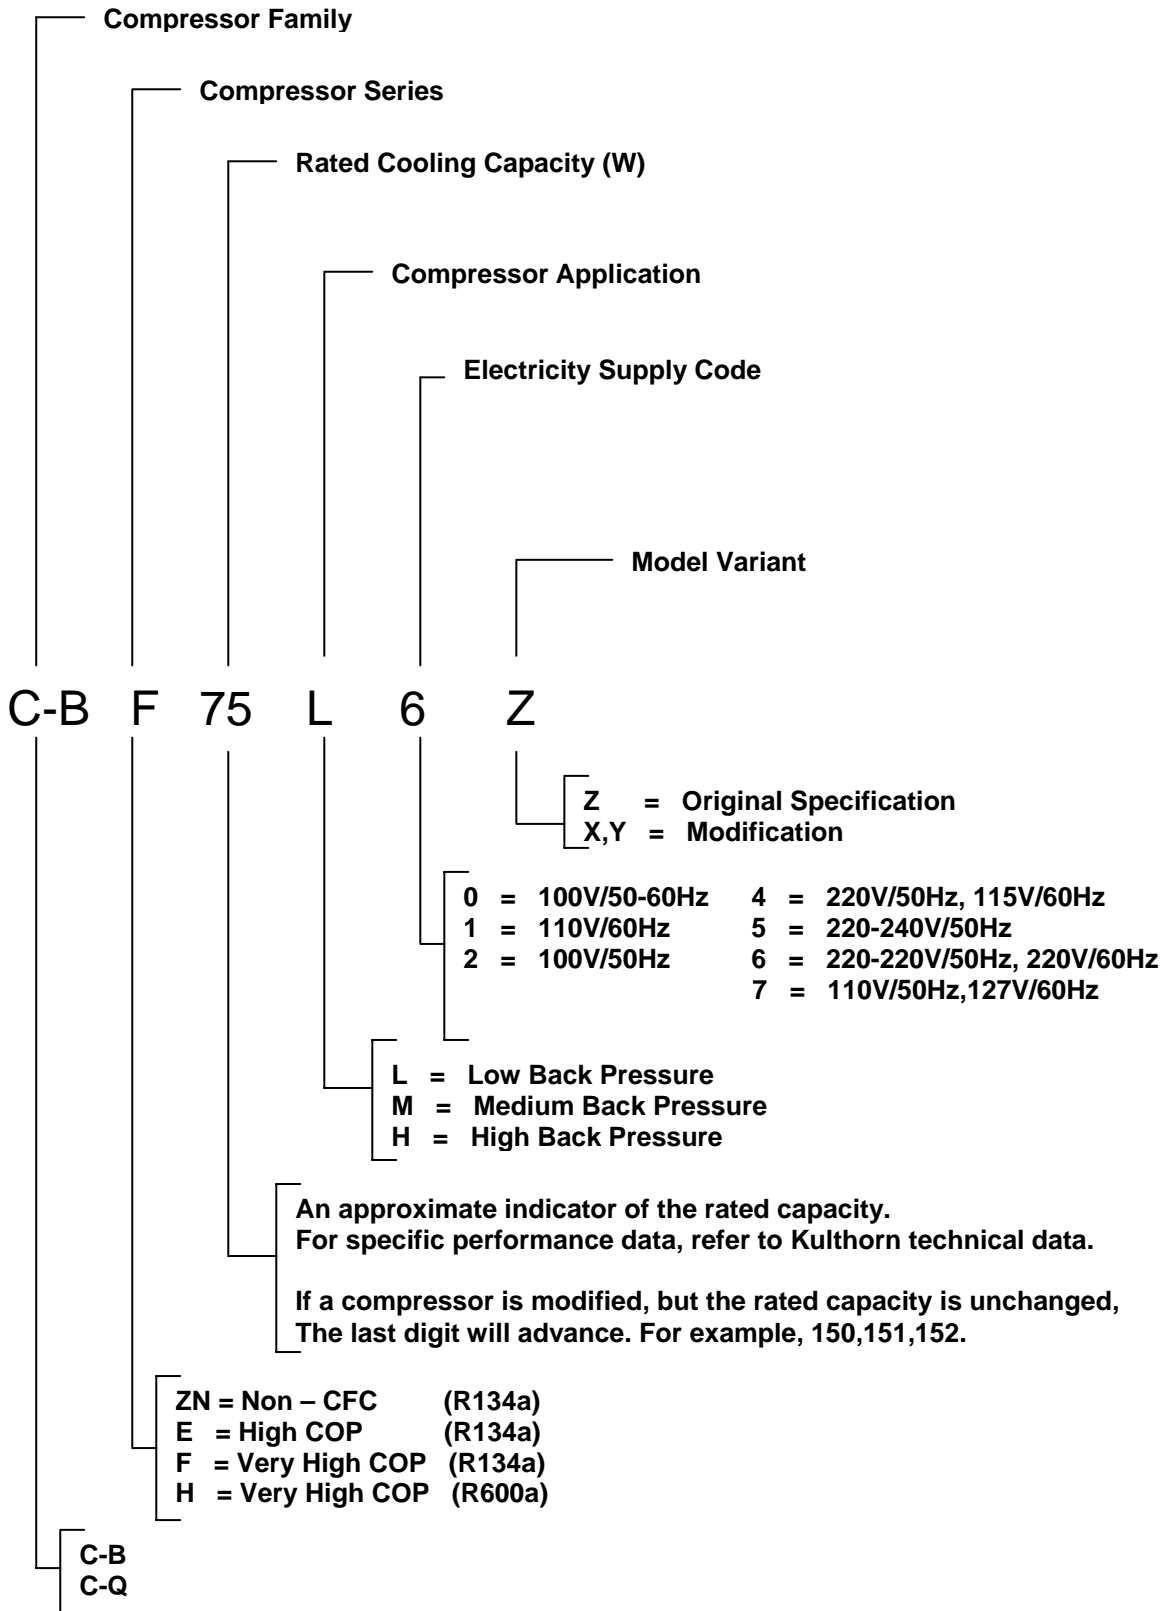 Compressor Family
Compressor Series
Rated Cooling Capacity (W)
Compressor Application
Electricity Supply Code
Model Variant
C-B F 75 L 6 Z
Z = Original Specification
X,Y = Modification
0 = 100V/50-60Hz 4 = 220V/50Hz, 115V/60Hz
1 = 110V/60Hz 5 = 220-240V/50Hz
2 = 100V/50Hz 6 = 220-220V/50Hz, 220V/60Hz
7 = 110V/50Hz,127V/60Hz
L = Low Back Pressure
M = Medium Back Pressure
H = High Back Pressure
An approximate indicator of the rated capacity.
For specific performance data, refer to Kulthorn technical data.
If a compressor is modified, but the rated capacity is unchanged,
The last digit will advance. For example, 150,151,152.
ZN = Non – CFC (R134a)
E = High COP (R134a)
F = Very High COP (R134a)
H = Very High COP (R600a)
C-B
C-Q